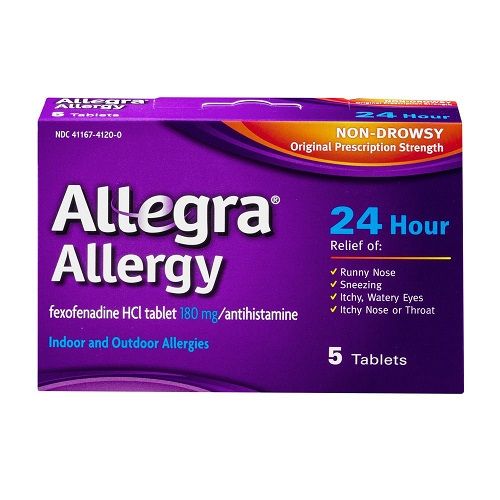 Allegra®
Allergy
5 Tablets
24 Hour
NDC 41167-4120-0
NON-DROWSY
Original Prescription Strength
Allegra®
Allergy
fexofenadine HCl tablet 180 mg/antihistamine
Indoor and Outdoor Allergies
24 Hour
Relief of:
✓ Runny Nose
✓ Sneezing
✓ Itchy, Watery Eyes
✓ Itchy Nose or Throat
5 Tablets